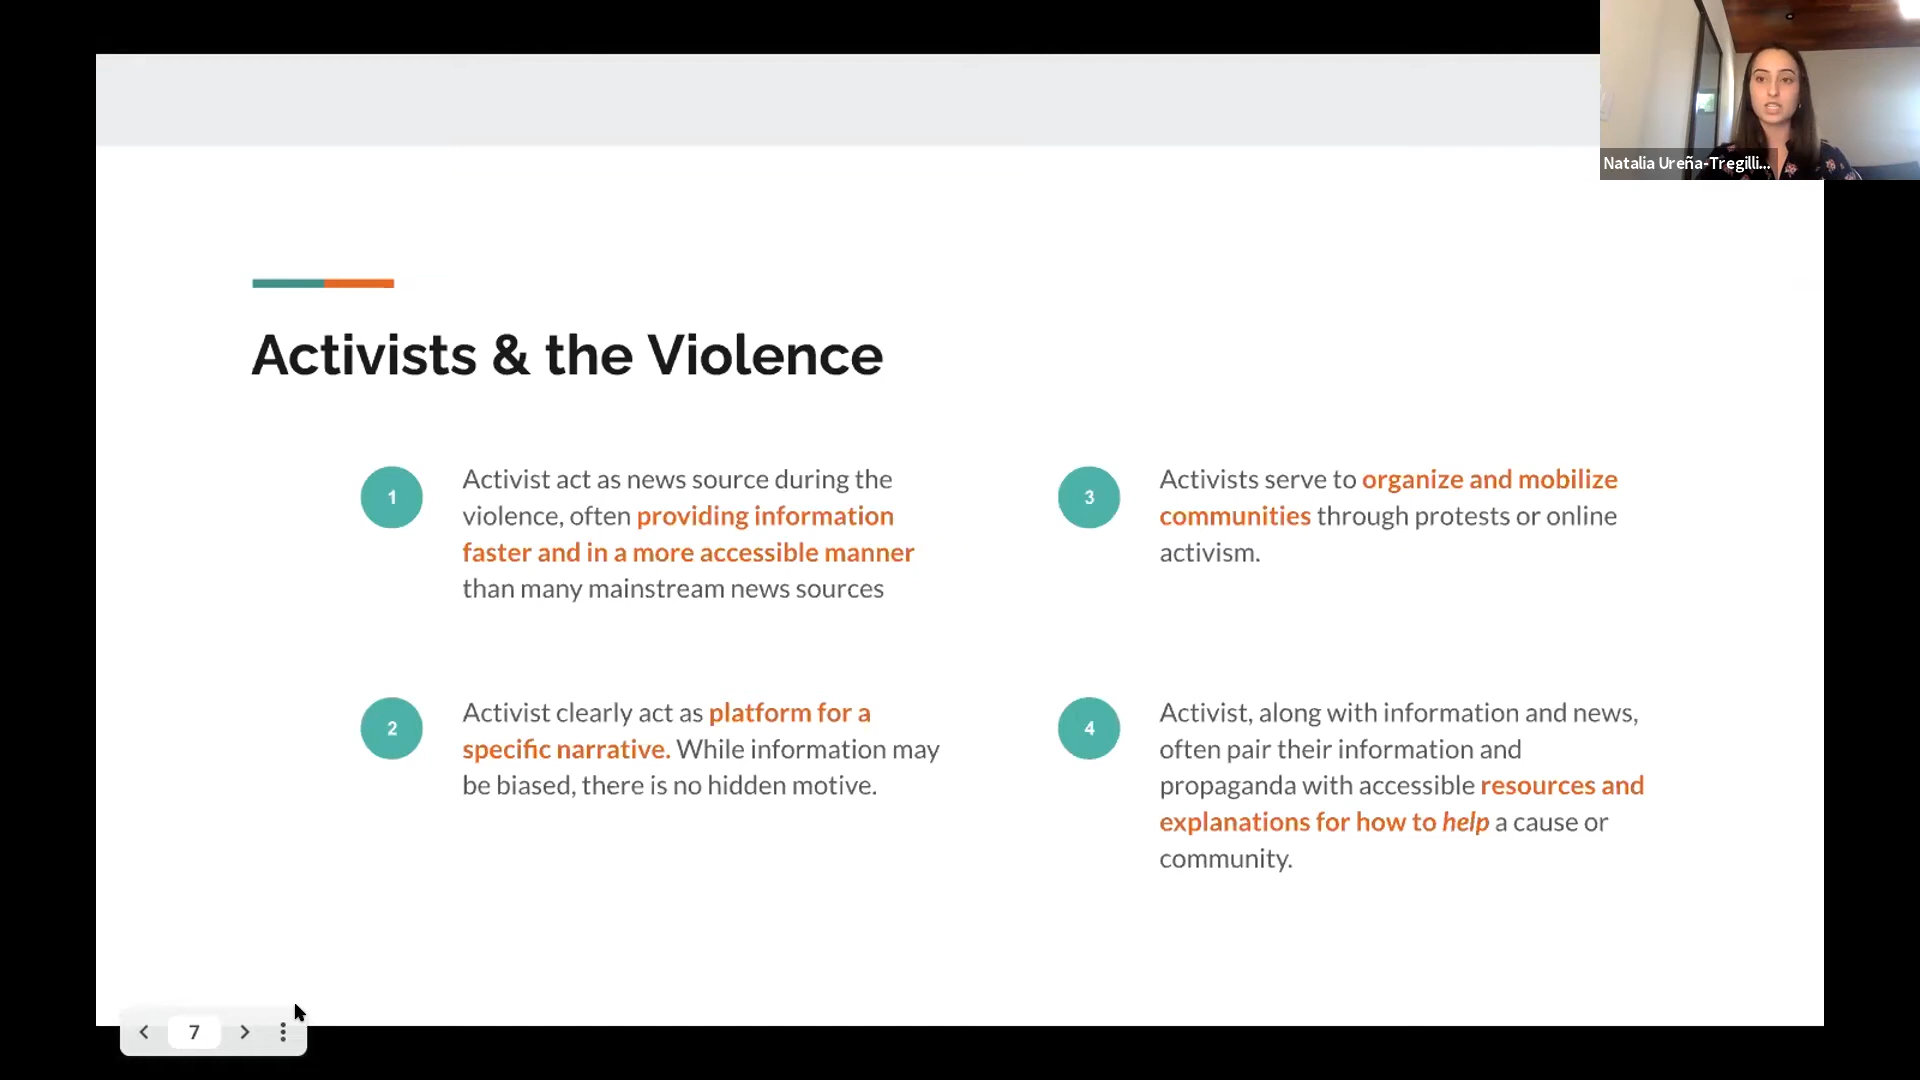 Natalia Ureña-Tregilli...
Activists & the Violence
1
Activist act as news source during the
violence, often providing information
faster and in a more accessible manner
than many mainstream news sources
2
Activist clearly act as platform for a
specific narrative. While information may
be biased, there is no hidden motive.
3
Activists serve to organize and mobilize
communities through protests or online
activism.
4
Activist, along with information and news,
often pair their information and
propaganda with accessible resources and
explanations for how to help a cause or
community.
7